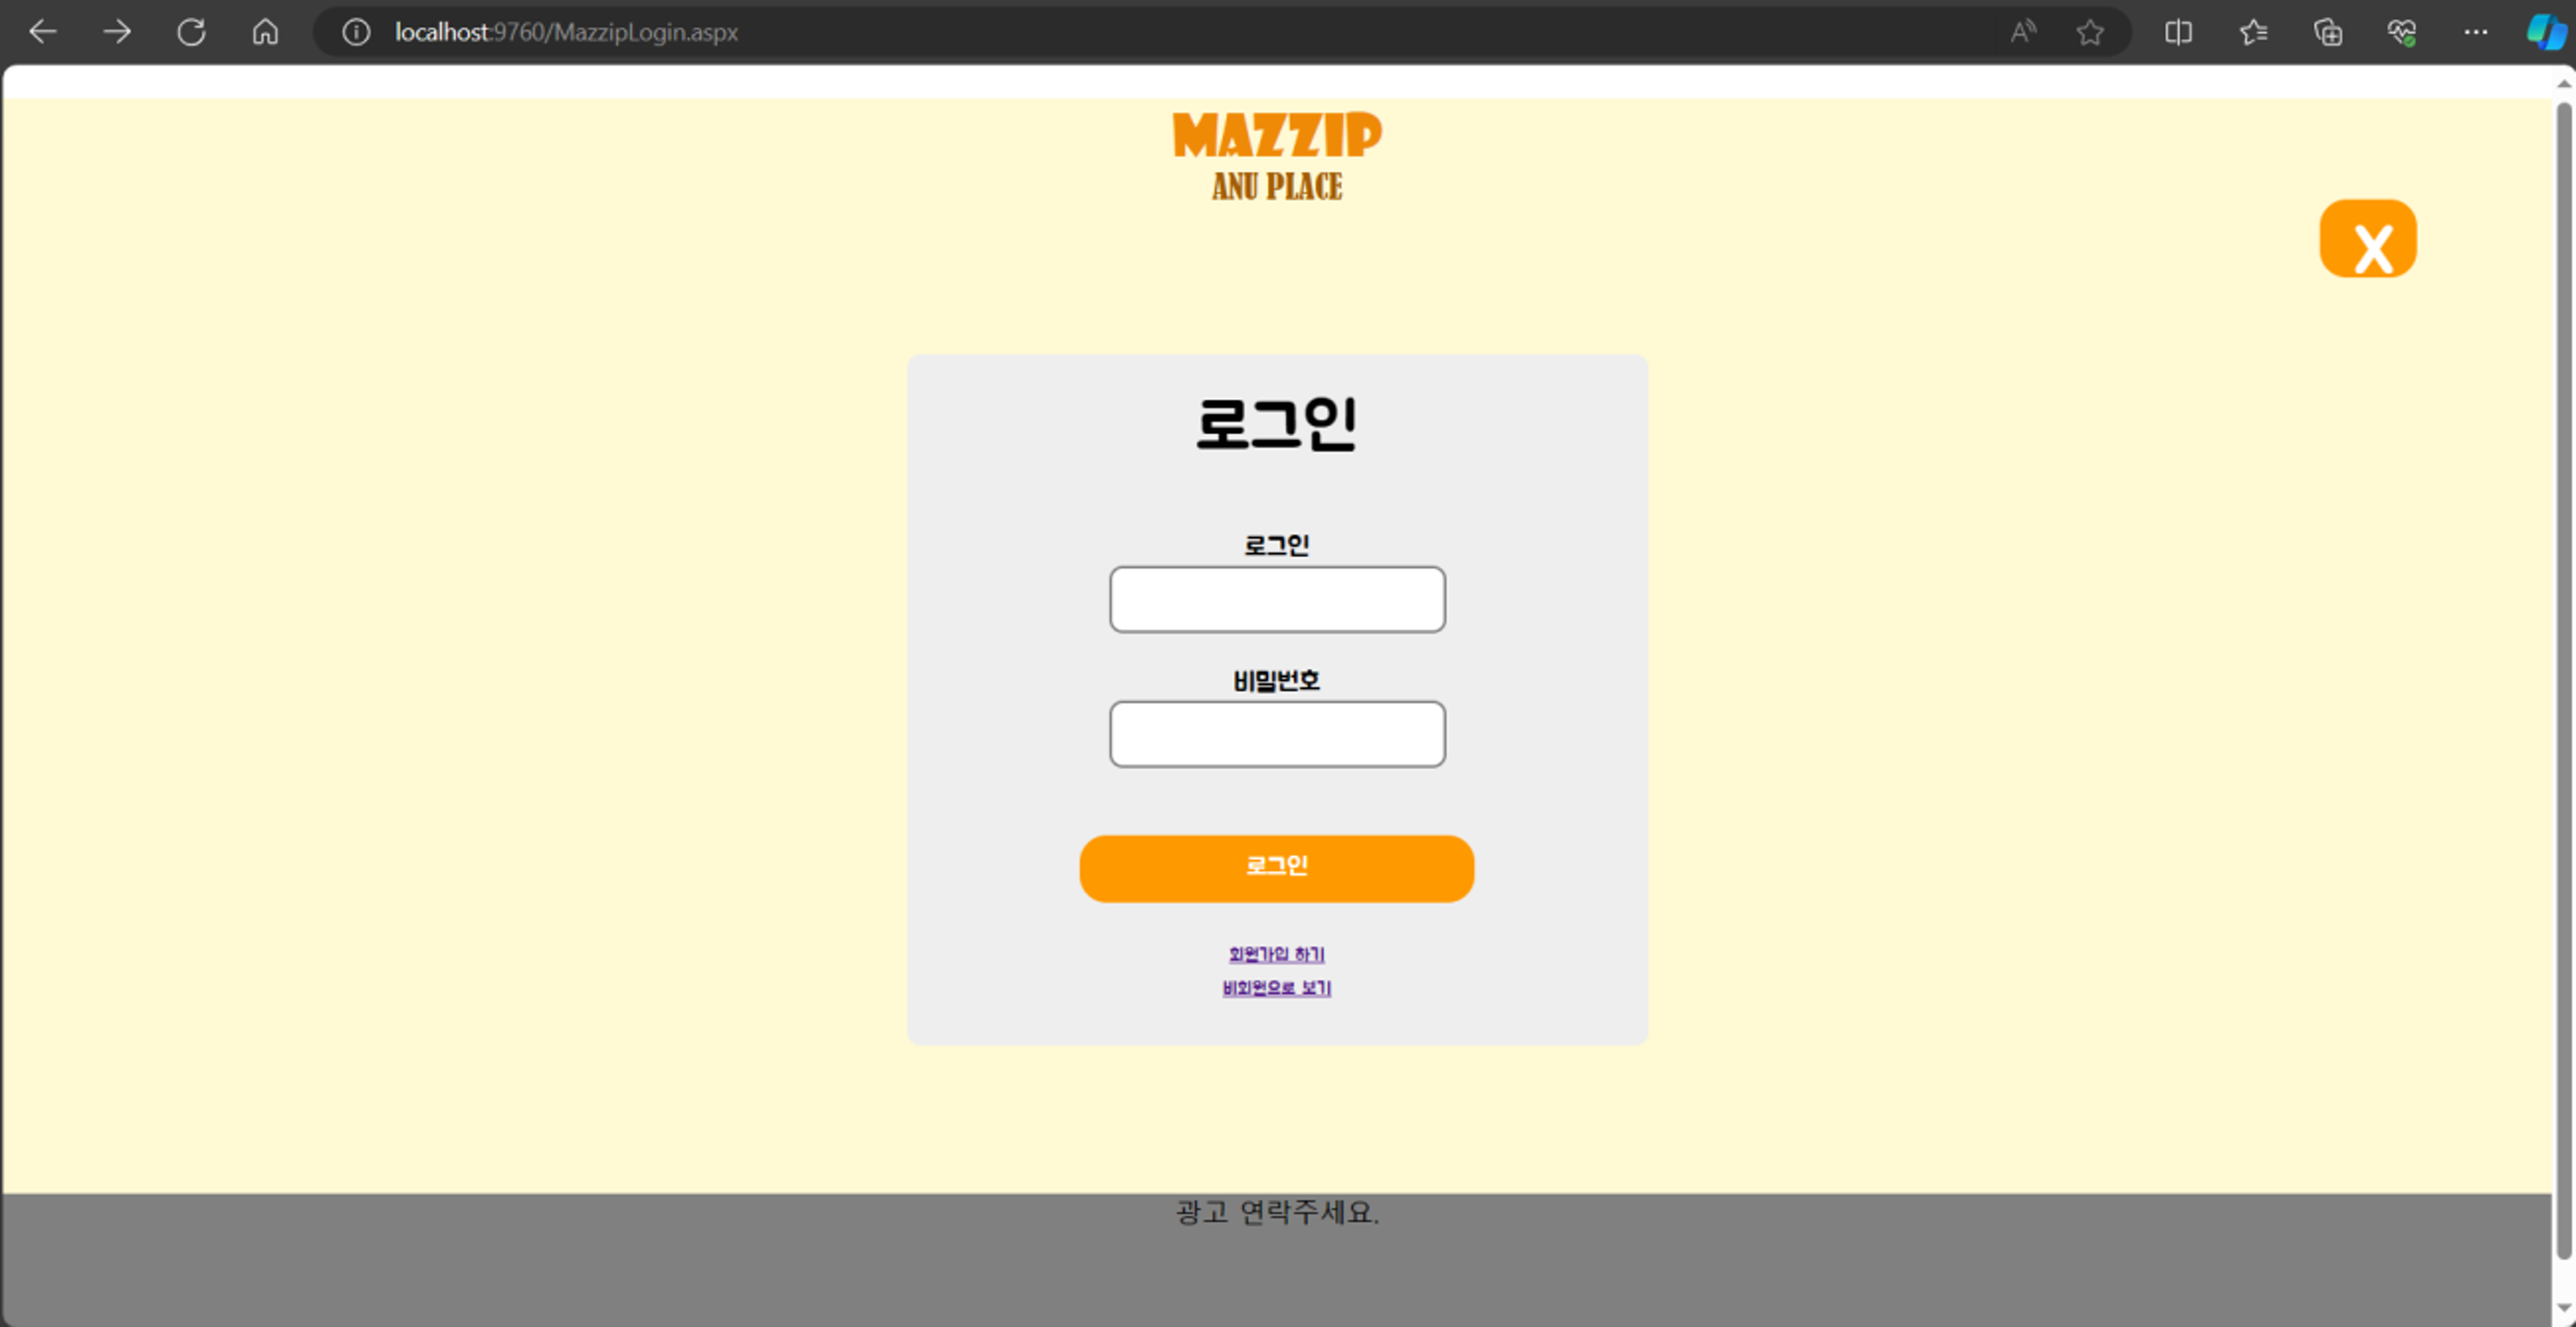 localhost:9760/MazzipLogin.aspx
MAZZIP
ANU PLACE
X
로그인
로그인
비밀번호
로그인
회원가입 하기
비회원으로 보기
광고 연락주세요.